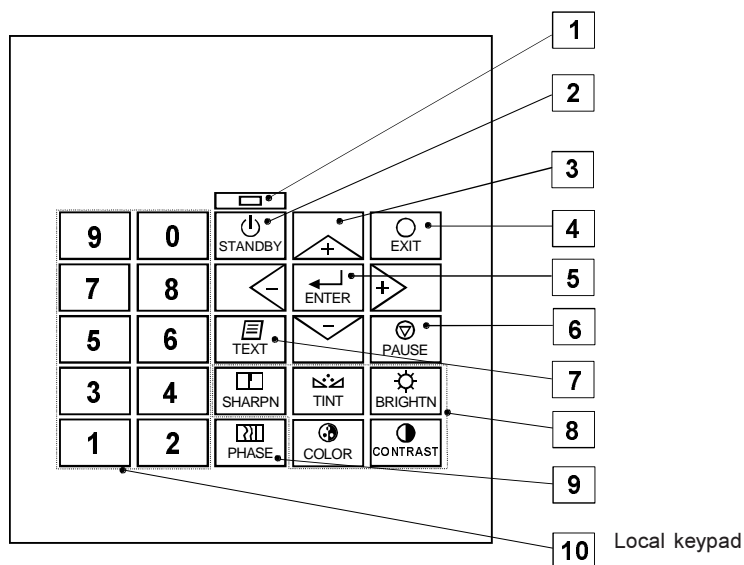 1
2
3
9 0 STANDBY + EXIT 4
7 8 - ENTER + 5
5 6 TEXT - PAUSE 6
7
3 4 SHARPN TINT BRIGHTN
8
1 2 PHASE COLOR CONTRAST
9
10 Local keypad